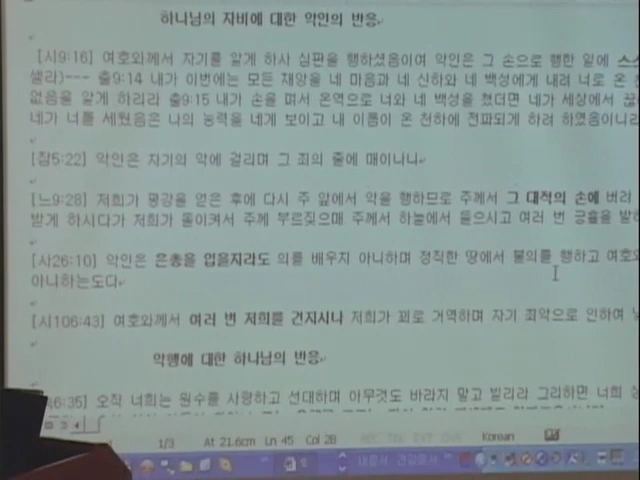 하나님의 자비에 대한 악인의 반응
[시9:16] 여호와께서 자기를 알게 하사 심판을 행하셨음이여 악인은 그 손으로 행한 일에 스스
셀라)--- 출9:14 내가 이번에는 모든 재앙을 네 마음과 네 신하와 네 백성에게 내려 너로 온
없음을 알게 하리라 출9:15 내가 손을 펴서 온역으로 너와 네 백성을 쳤더면 네가 세상에서 끊
네가 너를 세웠음은 나의 능력을 네게 보이고 내 이름이 온 천하에 전파되게 하려 하였음이니라
[잠5:22] 악인은 자기의 악에 걸리며 그 죄의 줄에 매이나니
[느9:28] 저희가 평강을 얻은 후에 다시 주 앞에서 악을 행하므로 주께서 그 대적의 손에 버려
받게 하시다가 저희가 돌이켜서 주께 부르짖으매 주께서 하늘에서 들으시고 여러 번 긍휼을 발하
[사26:10] 악인은 은총을 입을지라도 의를 배우지 아니하며 정직한 땅에서 불의를 행하고 여호와
아니하는도다
[시106:43] 여호와께서 여러 번 저희를 건지시나 저희가 꾀로 거역하며 자기 죄악으로 인하여
악행에 대한 하나님의 반응
6:35] 오직 너희는 원수를 사랑하고 선대하며 아무것도 바라지 말고 빌리라 그리하면 너희 상
1/3 At 21.6cm Ln 45 Col 28 REC TRK EXT OVR Korean